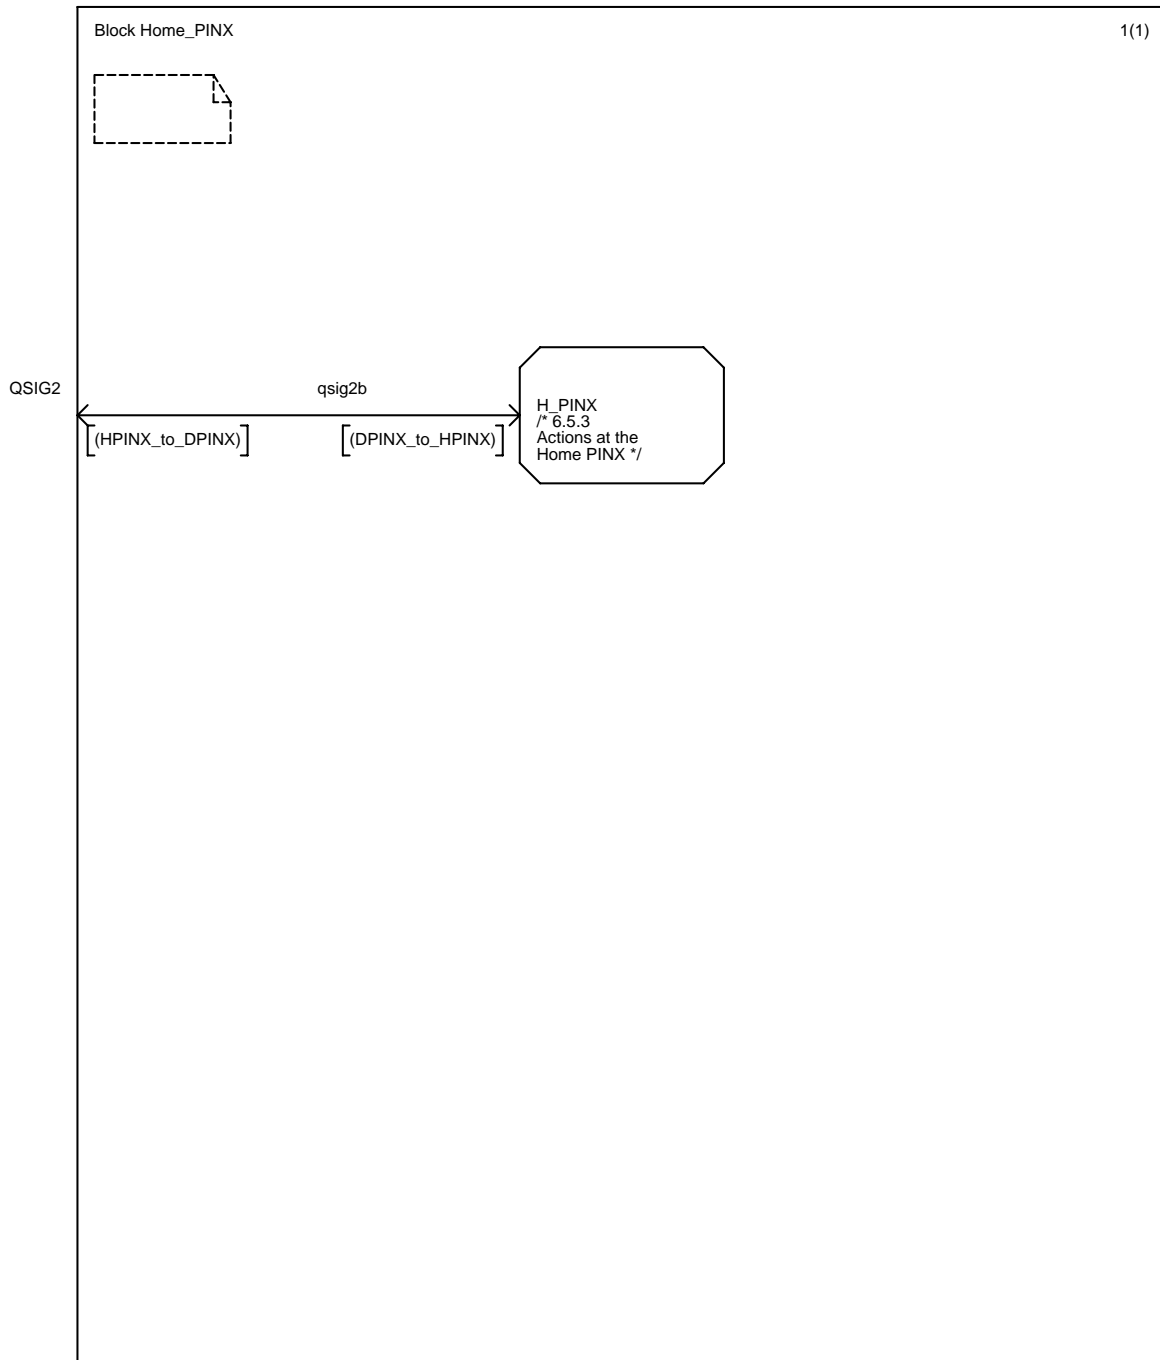 Block Home_PINX
1(1)
QSIG2
qsig2b
(HPINX_to_DPINX)
(DPINX_to_HPINX)
H_PINX
/* 6.5.3
Actions at the
Home PINX */